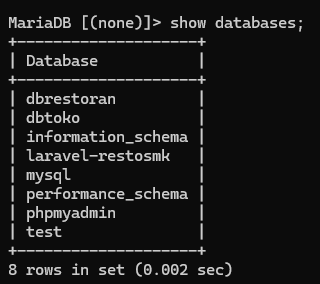 MariaDB [(none)]> show databases;
+--------------------+
| Database           |
+--------------------+
| dbrestoran         |
| dbtoko             |
| information_schema |
| laravel-restosmk   |
| mysql              |
| performance_schema |
| phpmyadmin         |
| test               |
+--------------------+
8 rows in set (0.002 sec)